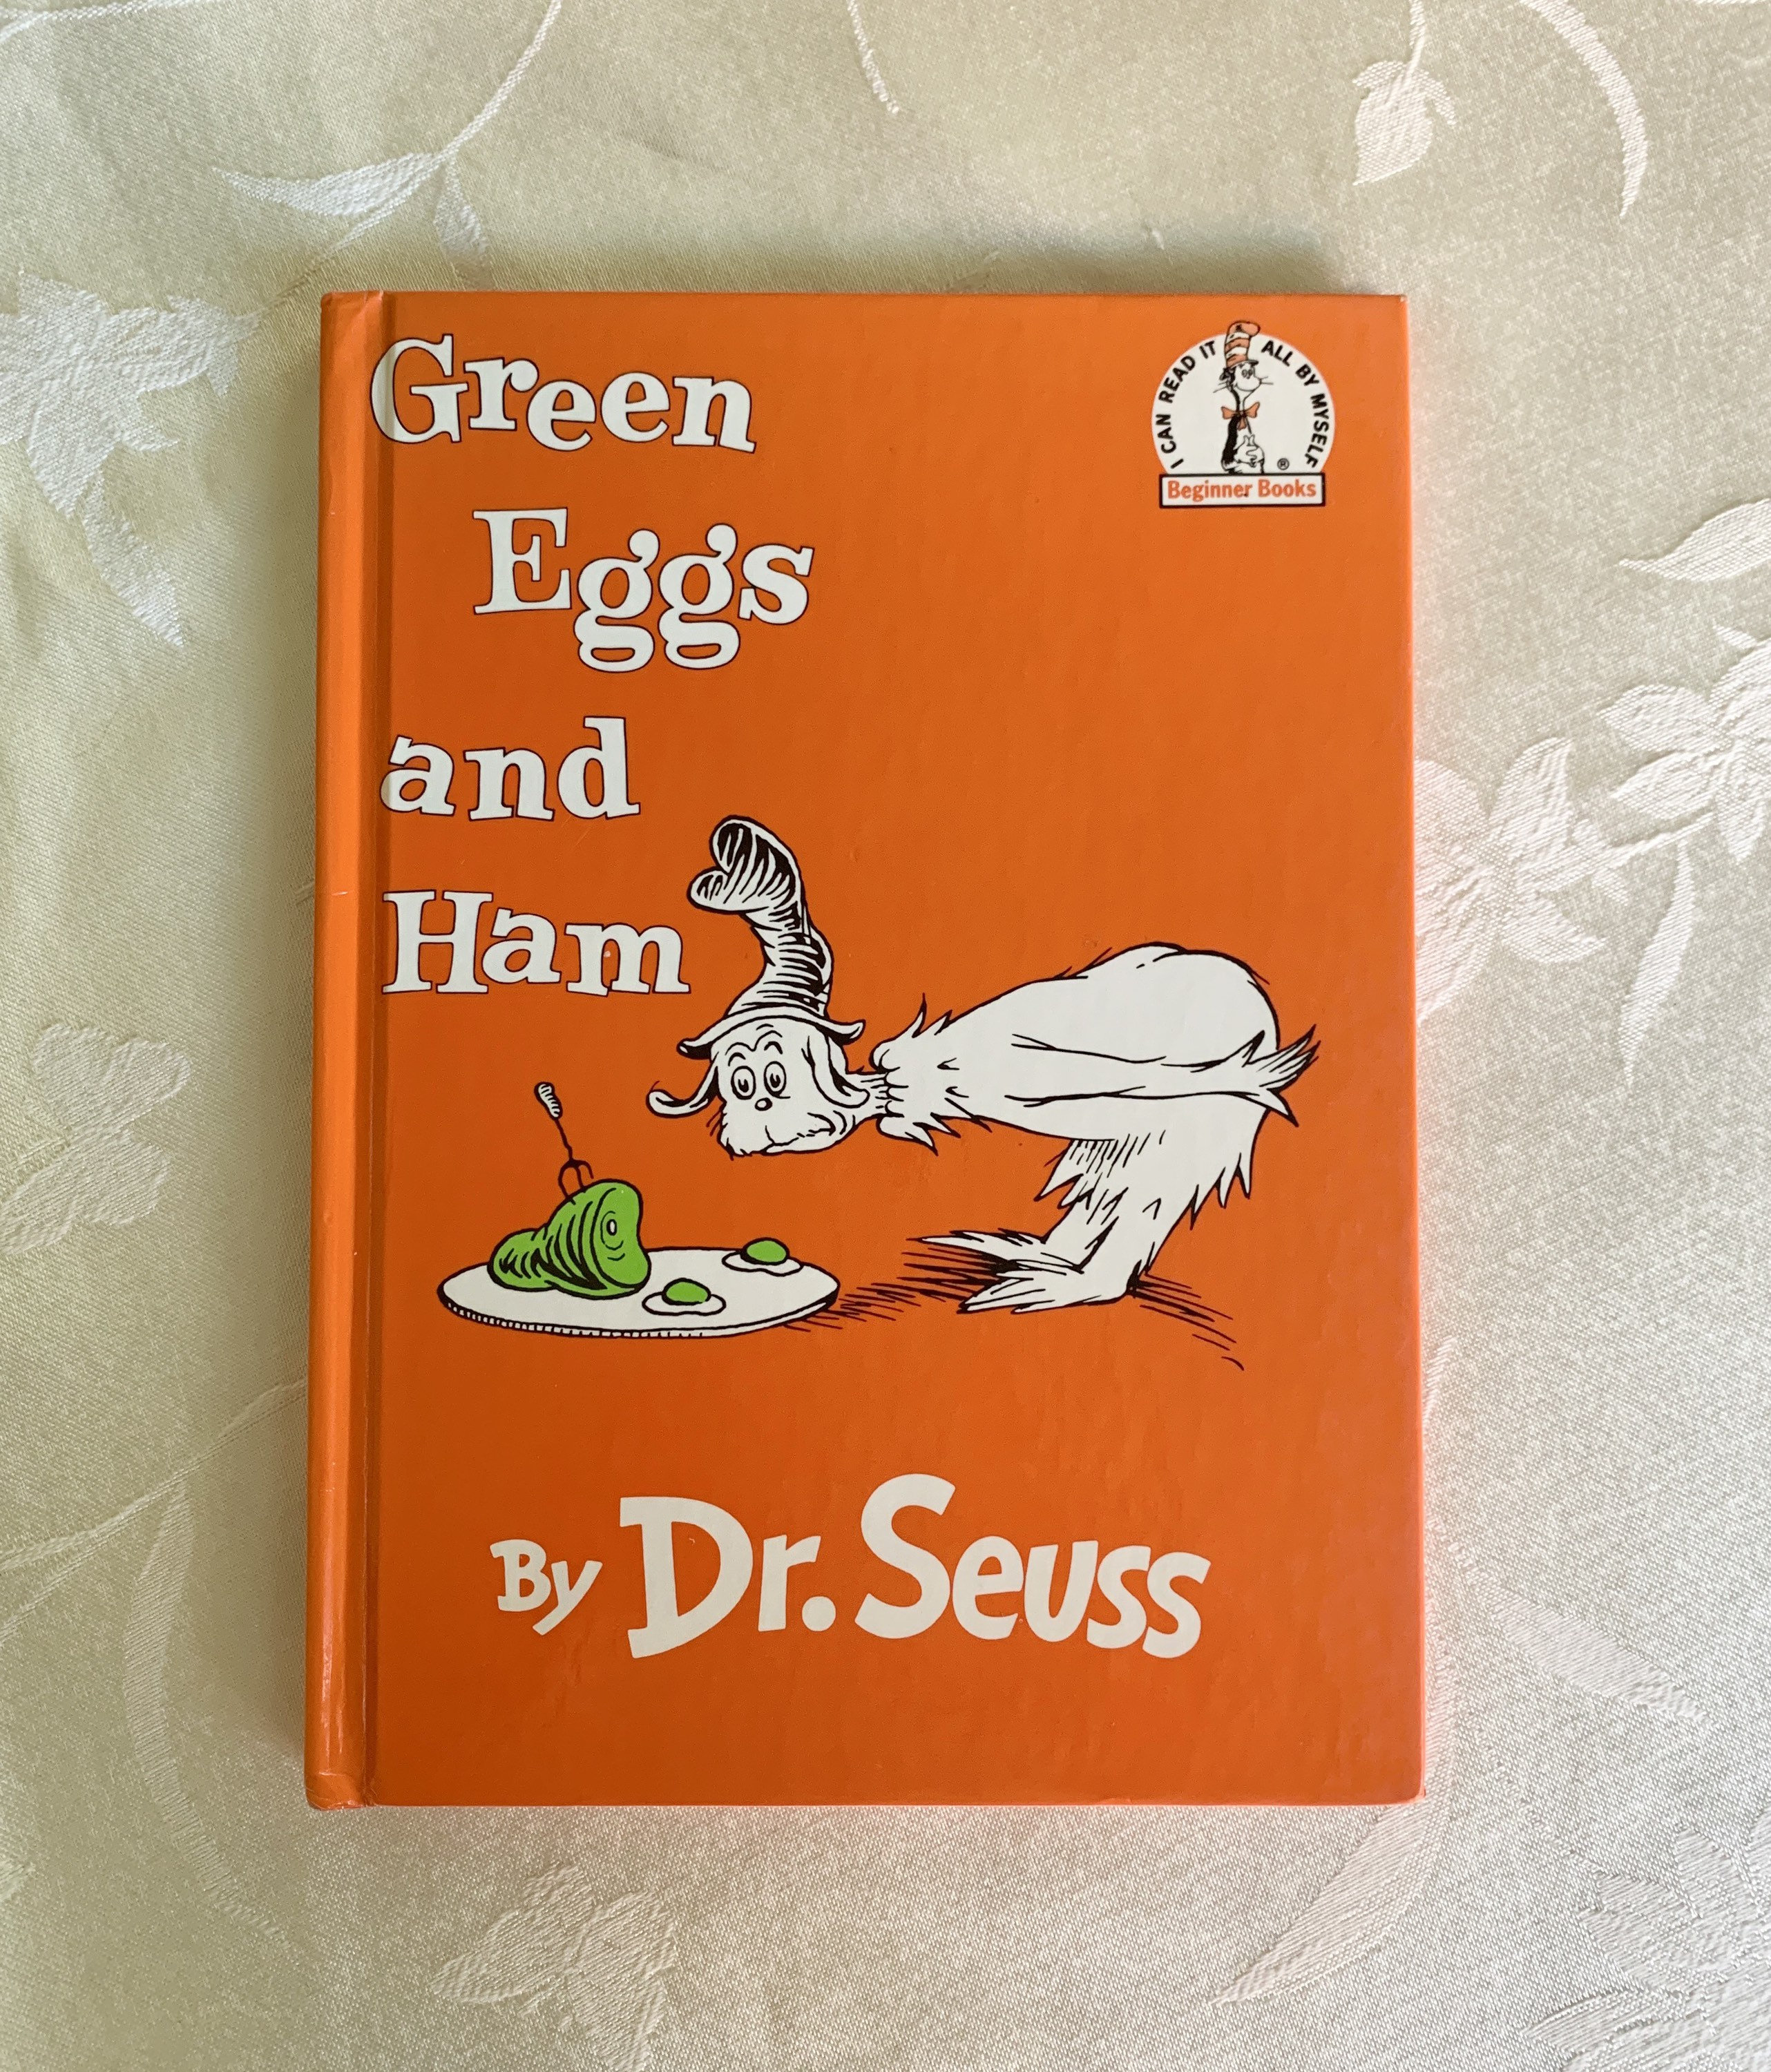 Green
Eggs
and
Ham
I CAN READ IT ALL BY MYSELF
®
Beginner Books
By Dr. Seuss